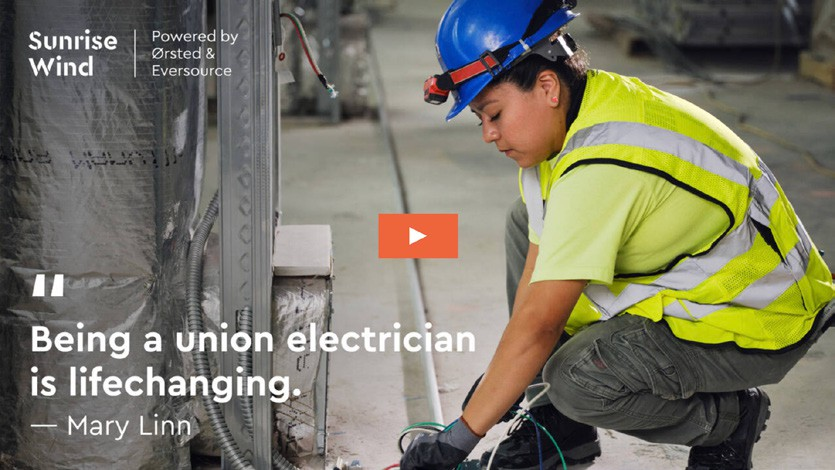 Sunrise
Wind
Powered by
Ørsted &
Eversource
"
Being a union electrician
is lifechanging.
— Mary Linn